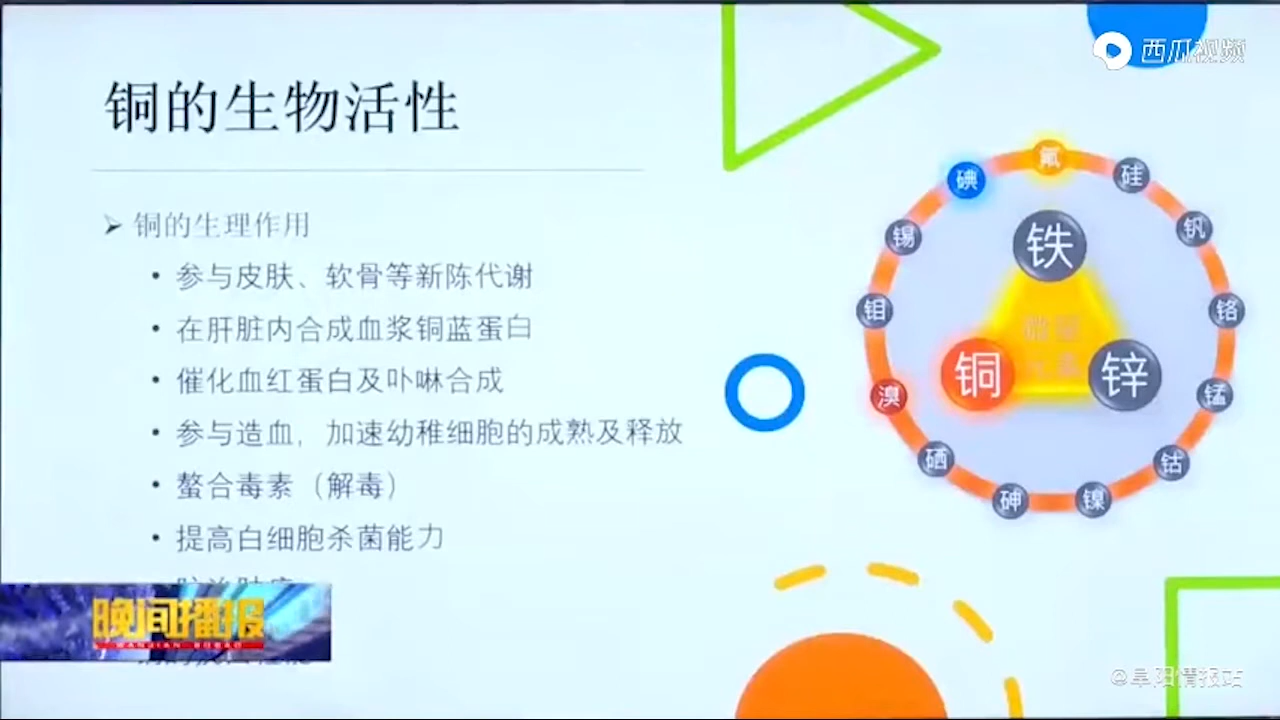 西瓜视频
铜的生物活性
铜的生理作用
参与皮肤、软骨等新陈代谢
在肝脏内合成血浆铜蓝蛋白
催化血红蛋白及卟啉合成
参与造血，加速幼稚细胞的成熟及释放
螯合毒素（解毒）
提高白细胞杀菌能力
晚间播报
氟
硅
钒
铬
锰
钴
镍
砷
硒
溴
钼
锡
碘
铁
铜
锌
@阜阳情报站